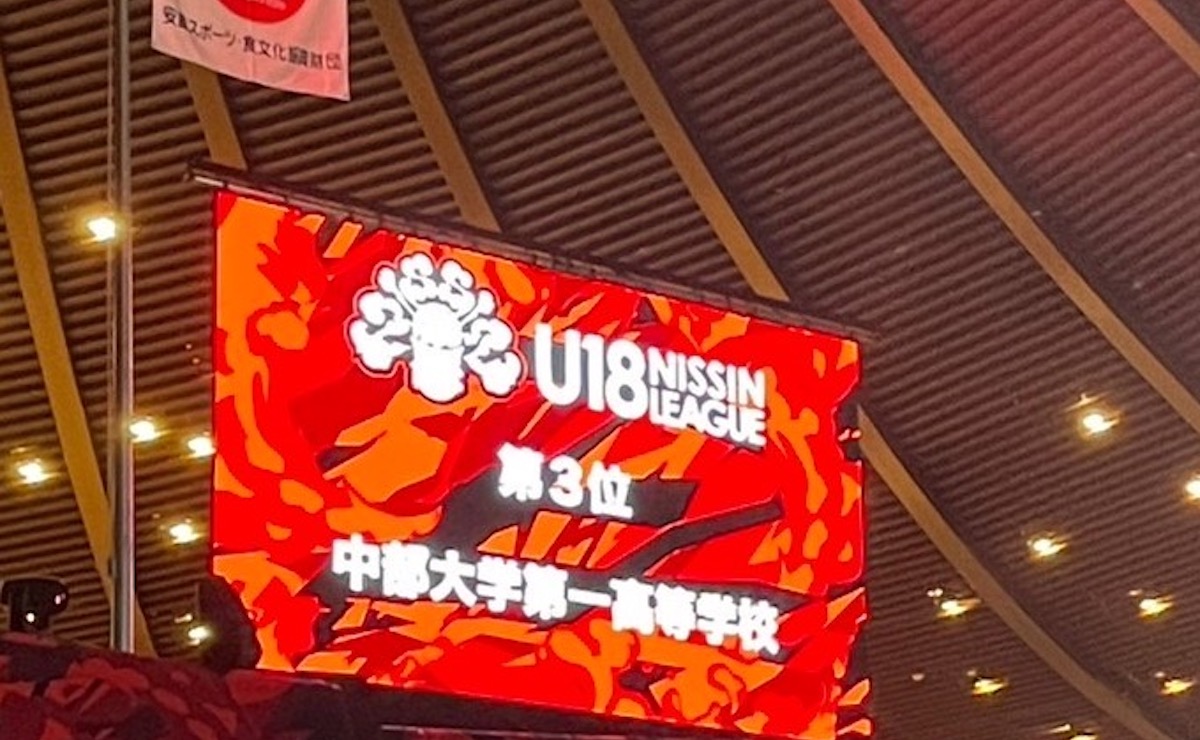 安藤スポーツ・食文化振興財団
U18 NISSIN
LEAGUE
第3位
中部大学第一高等学校